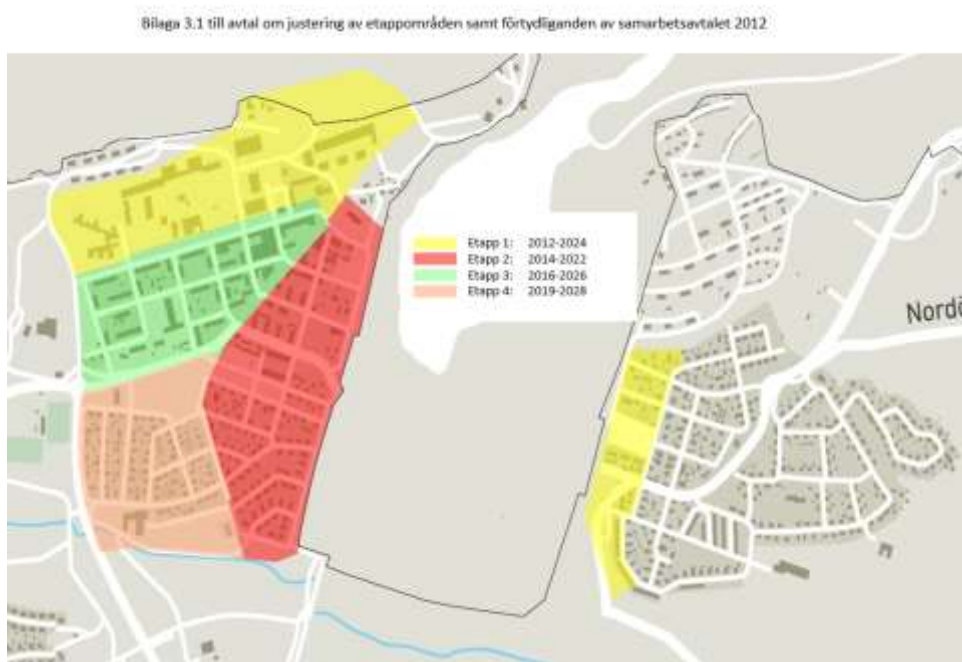 Bilaga 3.1 till avtal om justering av etappområden samt förtydliganden av samarbetsavtalet 2012
Etapp 1: 2012-2024
Etapp 2: 2014-2022
Etapp 3: 2016-2026
Etapp 4: 2019-2028
Nordö